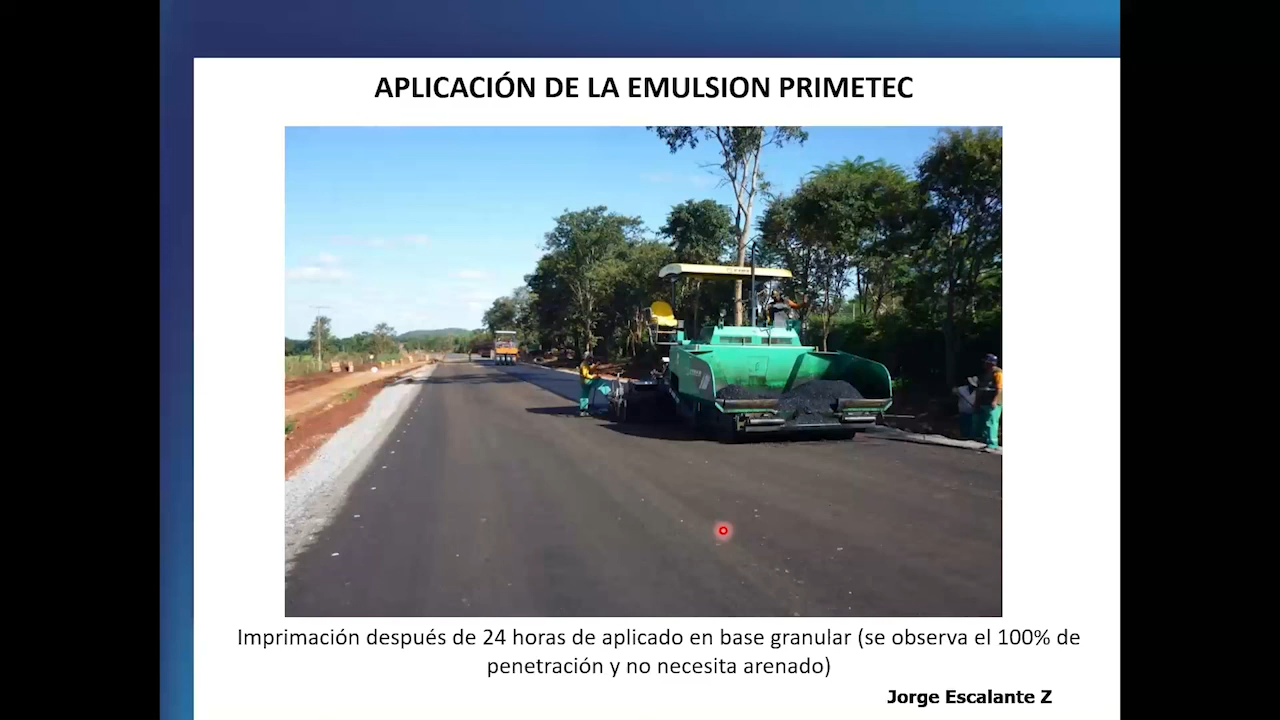 APLICACIÓN DE LA EMULSION PRIMETEC
Imprimación después de 24 horas de aplicado en base granular (se observa el 100% de
penetración y no necesita arenado)
Jorge Escalante Z